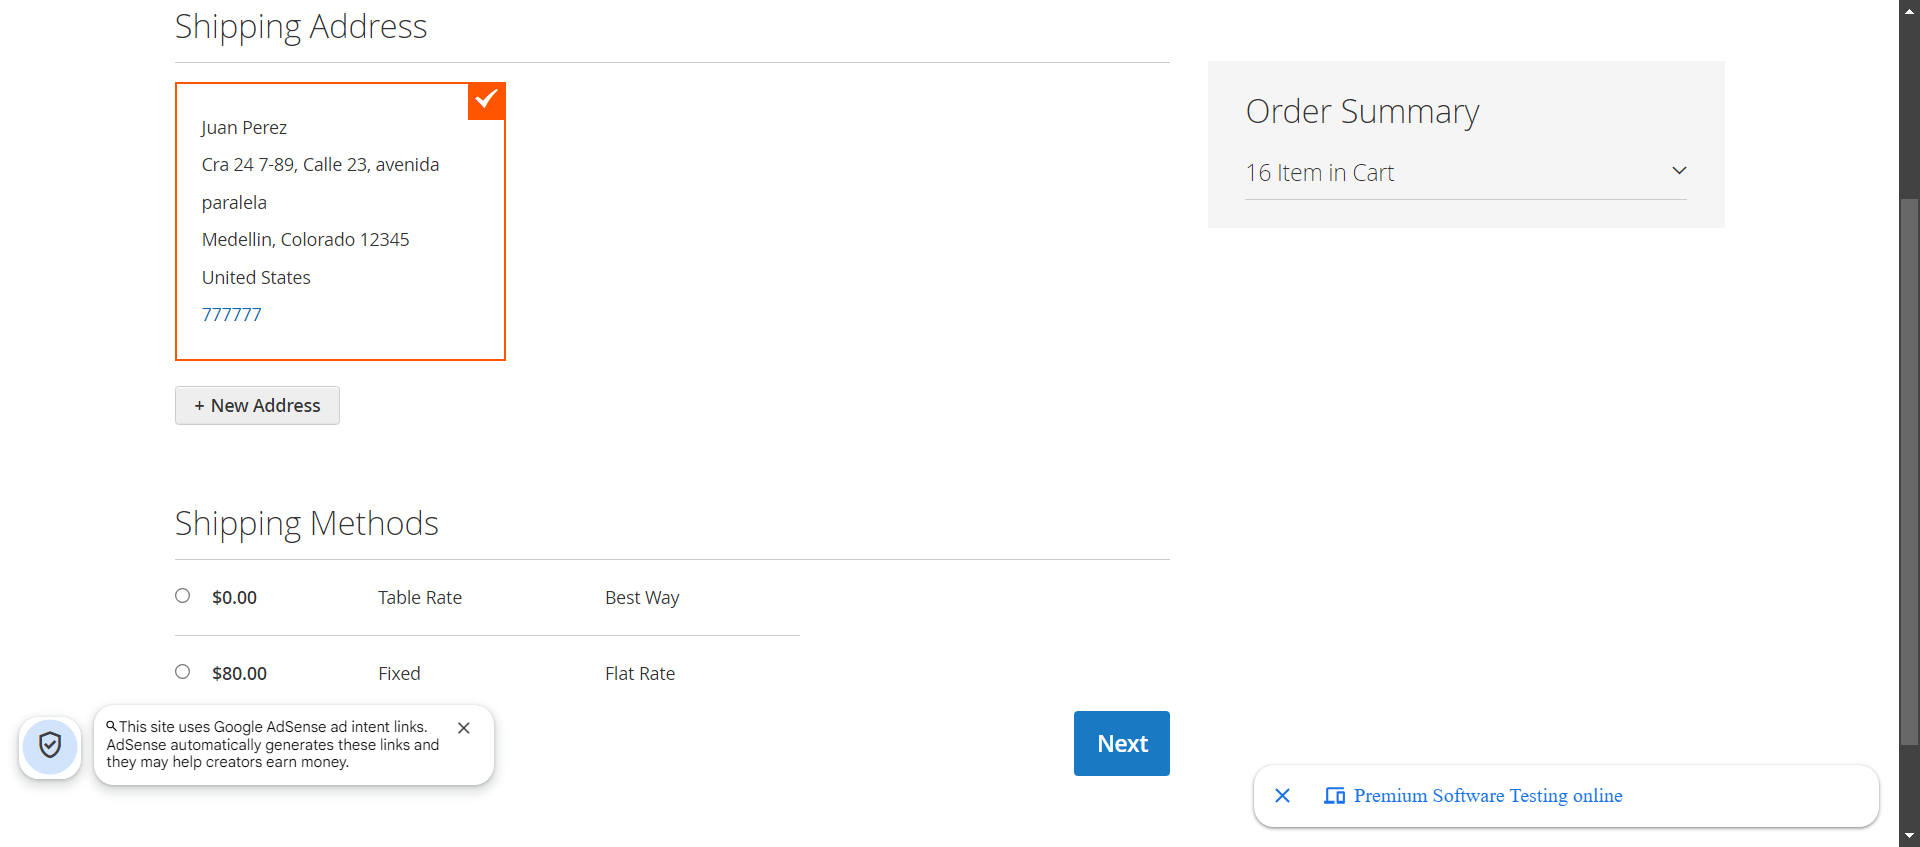 Shipping Address
Juan Perez
Cra 24 7-89, Calle 23, avenida
paralela
Medellin, Colorado 12345
United States
777777
+ New Address
Order Summary
16 Item in Cart
Shipping Methods
$0.00 Table Rate Best Way
$80.00 Fixed Flat Rate
This site uses Google AdSense ad intent links.
AdSense automatically generates these links and
they may help creators earn money.
Next
Premium Software Testing online